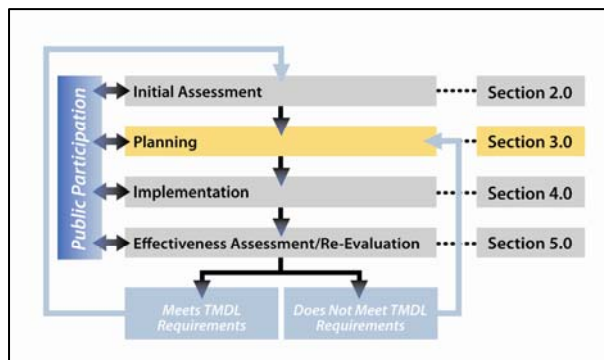 Public Participation
Initial Assessment
Section 2.0
Planning
Section 3.0
Implementation
Section 4.0
Effectiveness Assessment/Re-Evaluation
Section 5.0
Meets TMDL
Requirements
Does Not Meet TMDL
Requirements